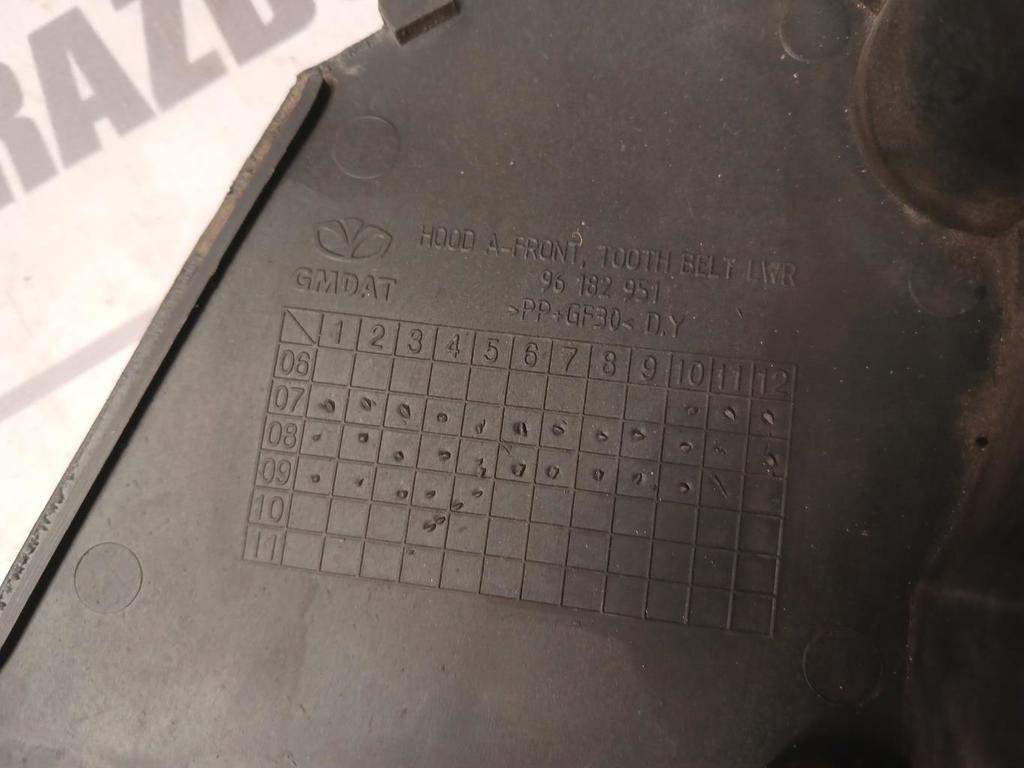 RAZB
HOOD A-FRONT, TOOTH BELT LWR
GMDAT
96 182 951
>PP+GF30< D.Y
1 2 3 4 5 6 7 8 9 10 11 12
06
07
08
09
10
11